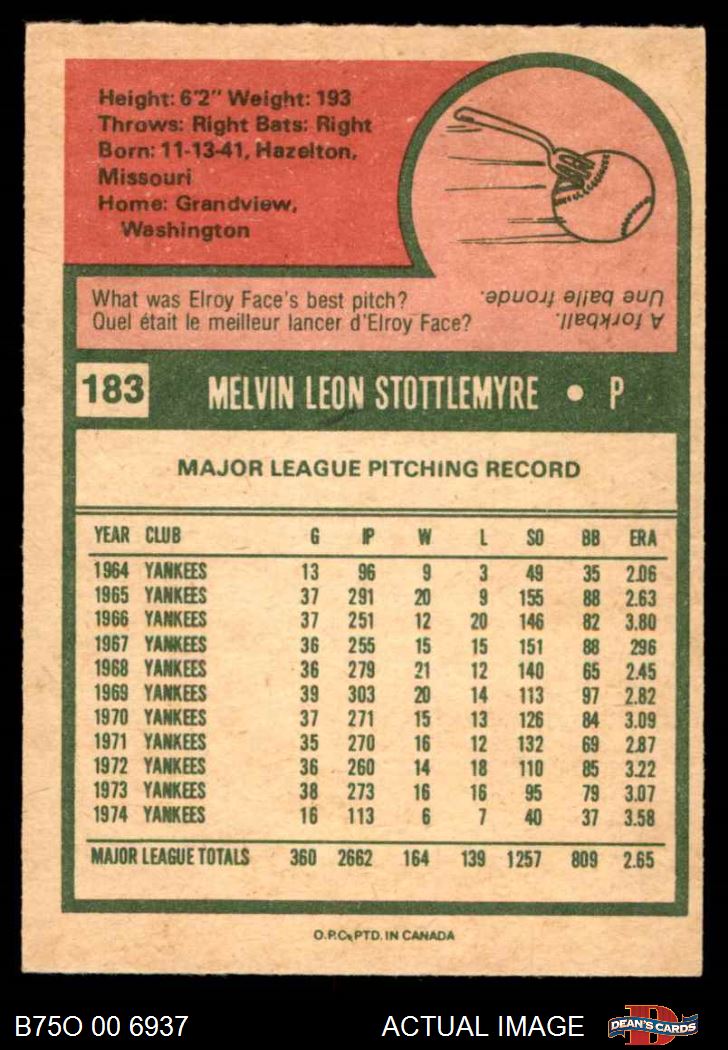 Height: 6'2" Weight: 193
Throws: Right Bats: Right
Born: 11-13-41, Hazelton,
Missouri
Home: Grandview,
Washington
What was Elroy Face's best pitch?
Quel était le meilleur lancer d'Elroy Face?
A forkball.
Une balle fronde.
183 MELVIN LEON STOTTLEMYRE • P
MAJOR LEAGUE PITCHING RECORD
YEAR CLUB G IP W L SO BB ERA
1964 YANKEES 13 96 9 3 49 35 2.06
1965 YANKEES 37 291 20 9 155 88 2.63
1966 YANKEES 37 251 12 20 146 82 3.80
1967 YANKEES 36 255 15 15 151 88 296
1968 YANKEES 36 279 21 12 140 65 2.45
1969 YANKEES 39 303 20 14 113 97 2.82
1970 YANKEES 37 271 15 13 126 84 3.09
1971 YANKEES 35 270 16 12 132 69 2.87
1972 YANKEES 36 260 14 18 110 85 3.22
1973 YANKEES 38 273 16 16 95 79 3.07
1974 YANKEES 16 113 6 7 40 37 3.58
MAJOR LEAGUE TOTALS 360 2662 164 139 1257 809 2.65
O.P.C. PTD. IN CANADA
B75O 00 6937 ACTUAL IMAGE DEAN'S CARDS